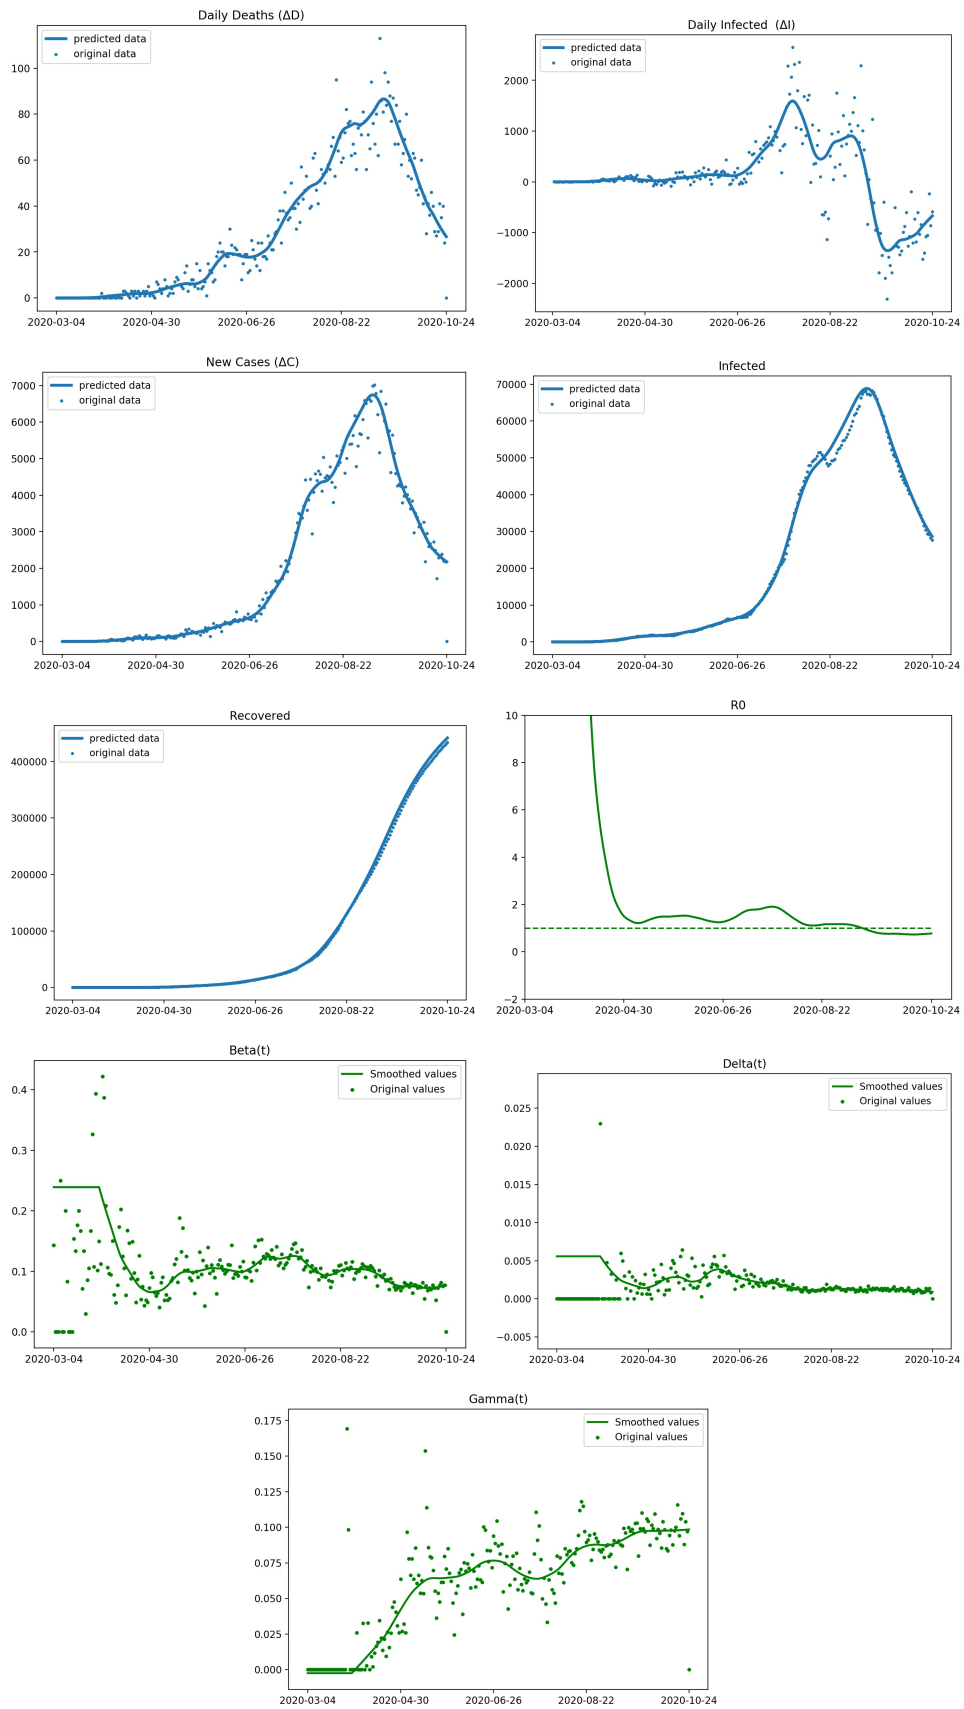 Daily Deaths (ΔD)
predicted data
original data
100
80
60
40
20
0
2020-03-04 2020-04-30 2020-06-26 2020-08-22 2020-10-24
Daily Infected (ΔI)
predicted data
original data
2000
1000
0
−1000
−2000
2020-03-04 2020-04-30 2020-06-26 2020-08-22 2020-10-24
New Cases (ΔC)
predicted data
original data
7000
6000
5000
4000
3000
2000
1000
0
2020-03-04 2020-04-30 2020-06-26 2020-08-22 2020-10-24
Infected
predicted data
original data
70000
60000
50000
40000
30000
20000
10000
0
2020-03-04 2020-04-30 2020-06-26 2020-08-22 2020-10-24
Recovered
predicted data
original data
400000
300000
200000
100000
0
2020-03-04 2020-04-30 2020-06-26 2020-08-22 2020-10-24
R0
10
8
6
4
2
0
−2
2020-03-04 2020-04-30 2020-06-26 2020-08-22 2020-10-24
Beta(t)
Smoothed values
Original values
0.4
0.3
0.2
0.1
0.0
2020-03-04 2020-04-30 2020-06-26 2020-08-22 2020-10-24
Delta(t)
Smoothed values
Original values
0.025
0.020
0.015
0.010
0.005
0.000
−0.005
2020-03-04 2020-04-30 2020-06-26 2020-08-22 2020-10-24
Gamma(t)
Smoothed values
Original values
0.175
0.150
0.125
0.100
0.075
0.050
0.025
0.000
2020-03-04 2020-04-30 2020-06-26 2020-08-22 2020-10-24